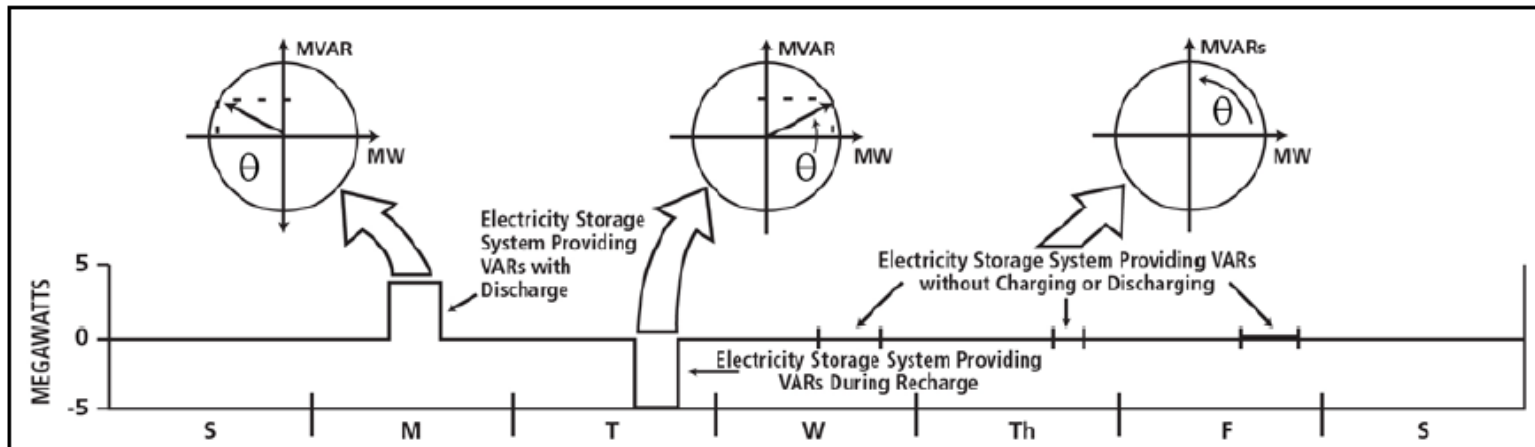 MVAR
MW
θ
MVAR
MW
θ
MVARs
MW
θ
Electricity Storage
System Providing
VARs with
Discharge
Electricity Storage System Providing VARs
without Charging or Discharging
Electricity Storage System Providing
VARs During Recharge
MEGAWATTS
5
0
-5
S
M
T
W
Th
F
S